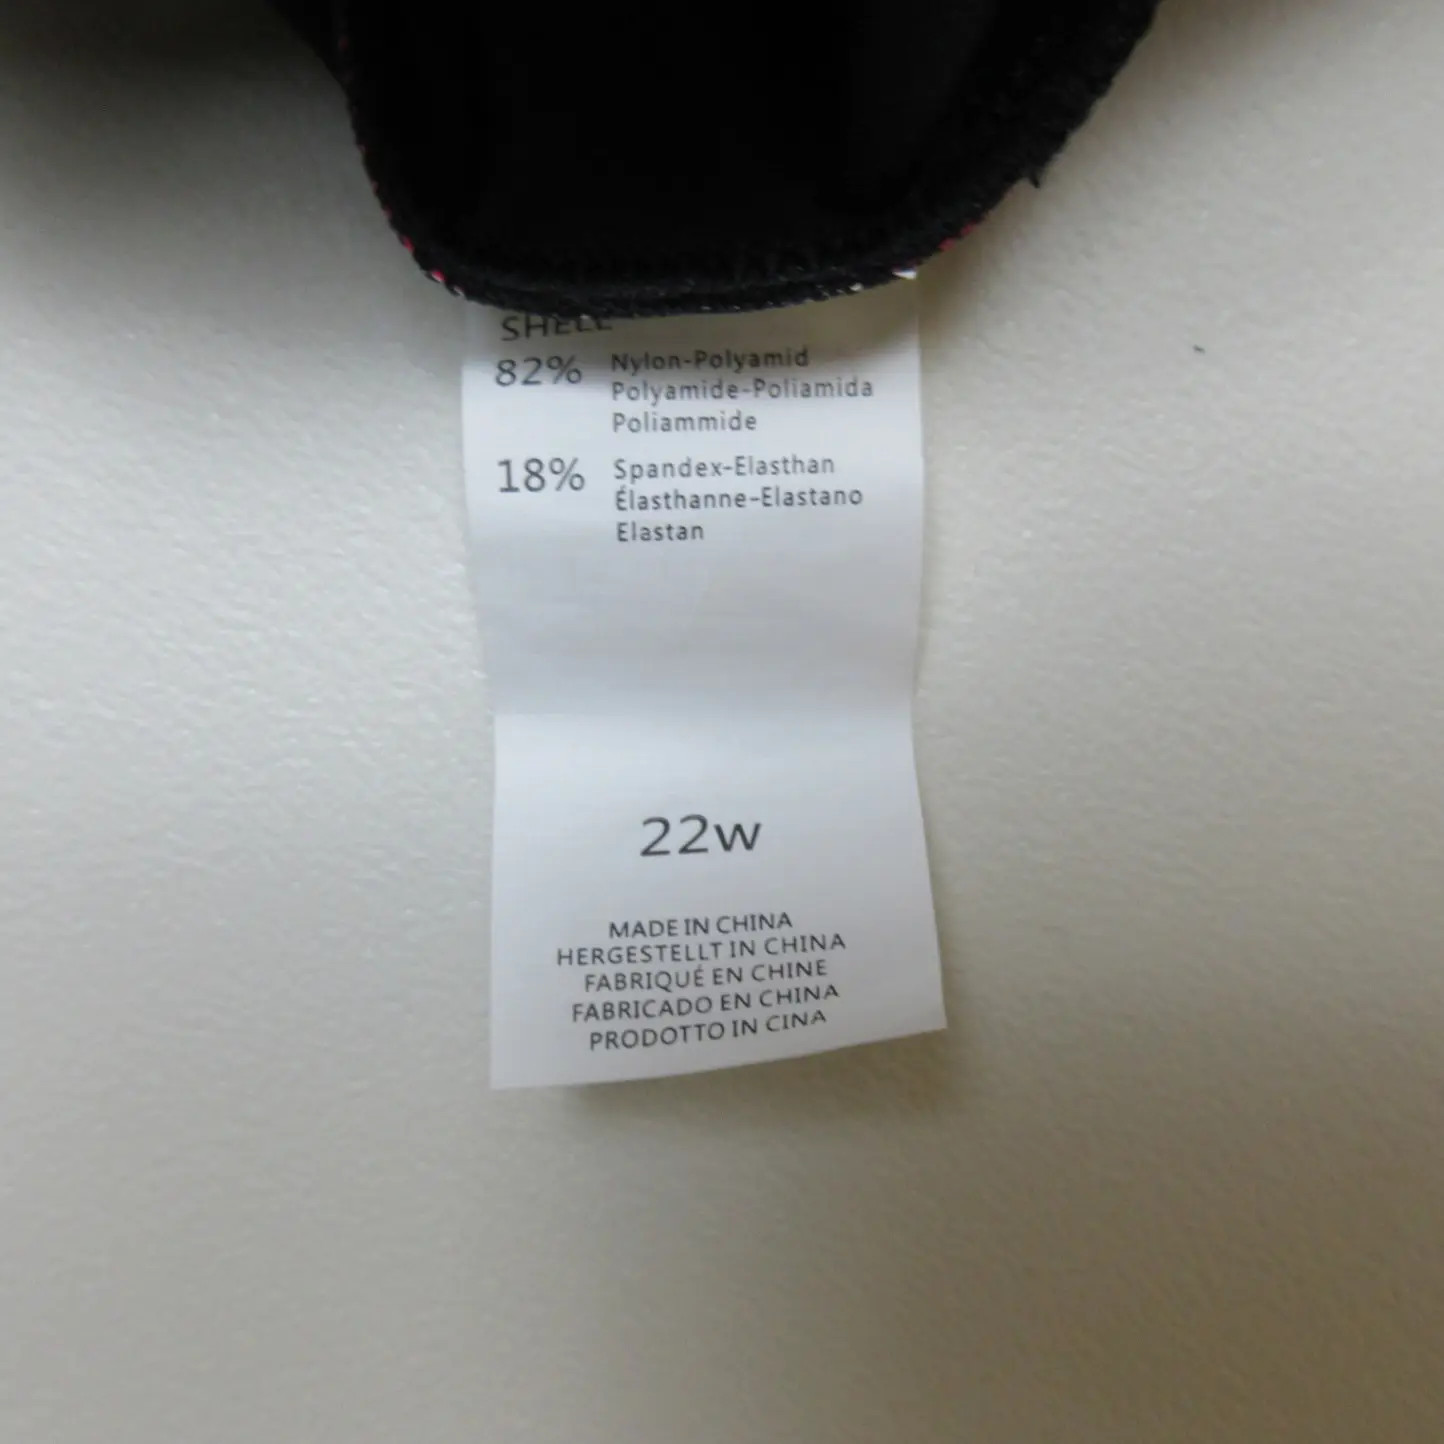 SHELL
82% Nylon-Polyamid
Polyamide-Poliamida
Poliammide
18% Spandex-Elasthan
Élasthanne-Elastano
Elastan
22w
MADE IN CHINA
HERGESTELLT IN CHINA
FABRIQUÉ EN CHINE
FABRICADO EN CHINA
PRODOTTO IN CINA